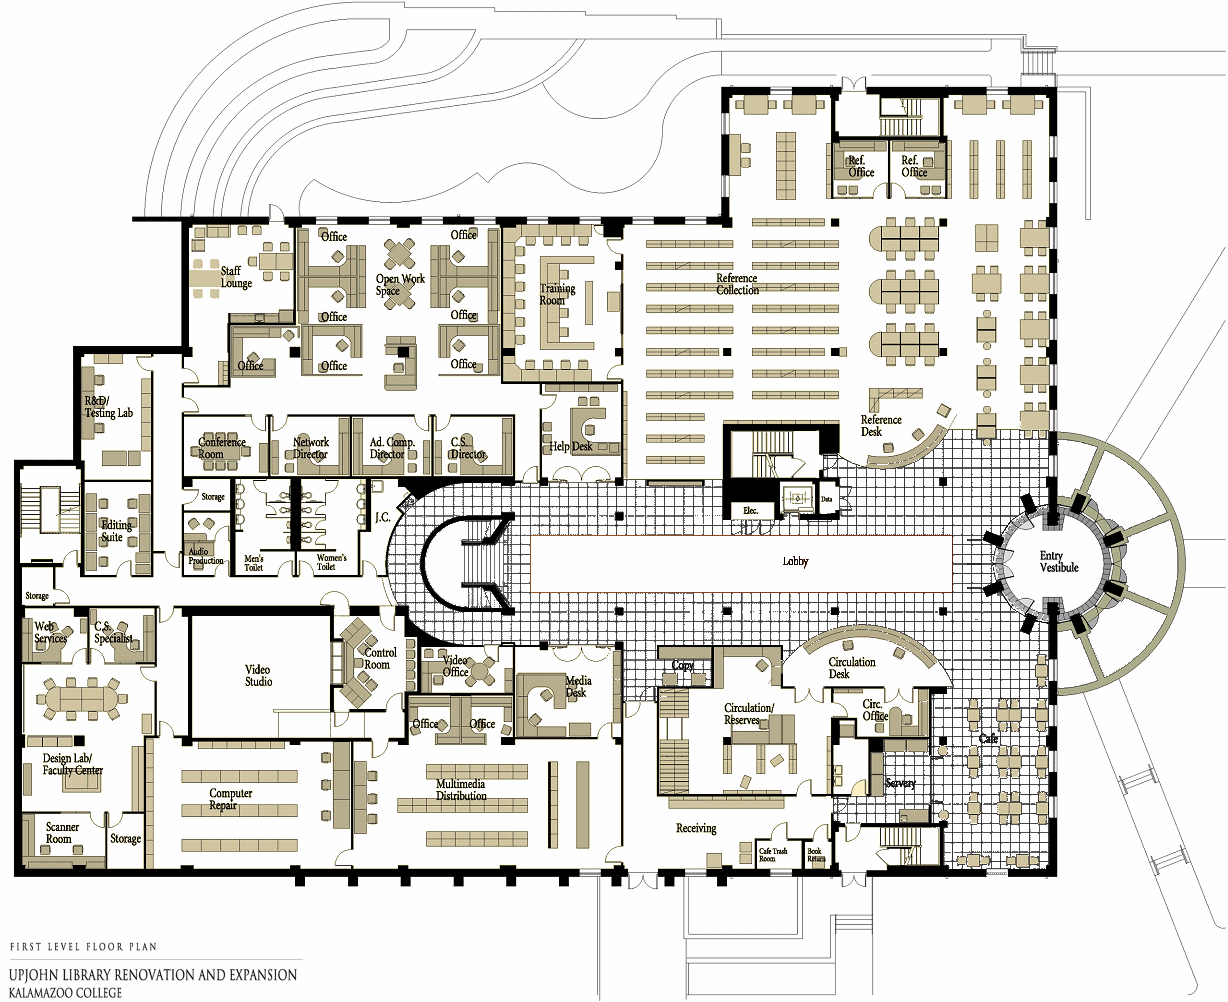 Ref.
Office
Ref.
Office
Office
Office
Staff
Lounge
Open Work
Space
Reference
Collection
Training
Room
Office
Office
Office
Office
Office
R&D/
Testing Lab
Reference
Desk
Conference
Room
Network
Director
Ad. Comp.
Director
C.S.
Director
Help Desk
Storage
J.C.
Elec.
Data
Editing
Suite
Audio
Production
Men's
Toilet
Women's
Toilet
Lobby
Entry
Vestibule
Storage
Web
Services
C.S.
Specialist
Video
Studio
Control
Room
Video
Office
Media
Desk
Copy
Circulation
Desk
Circulation/
Reserves
Circ.
Office
Office
Office
Cafe
Design Lab/
Faculty Center
Servery
Computer
Repair
Multimedia
Distribution
Scanner
Room
Storage
Receiving
Cafe Trash
Room
Book
Return
FIRST LEVEL FLOOR PLAN
UPJOHN LIBRARY RENOVATION AND EXPANSION
KALAMAZOO COLLEGE